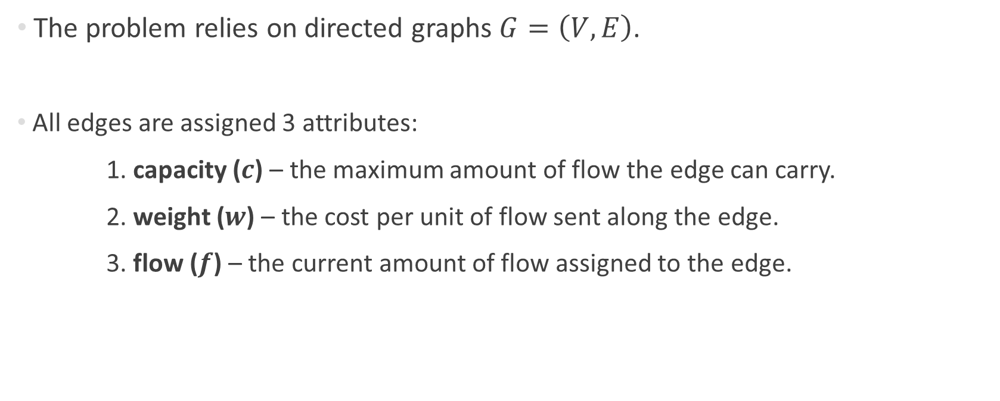 • The problem relies on directed graphs 𝐺 = (𝑉, 𝐸).
• All edges are assigned 3 attributes:
1. capacity (𝒄) – the maximum amount of flow the edge can carry.
2. weight (𝒘) – the cost per unit of flow sent along the edge.
3. flow (𝒇) – the current amount of flow assigned to the edge.